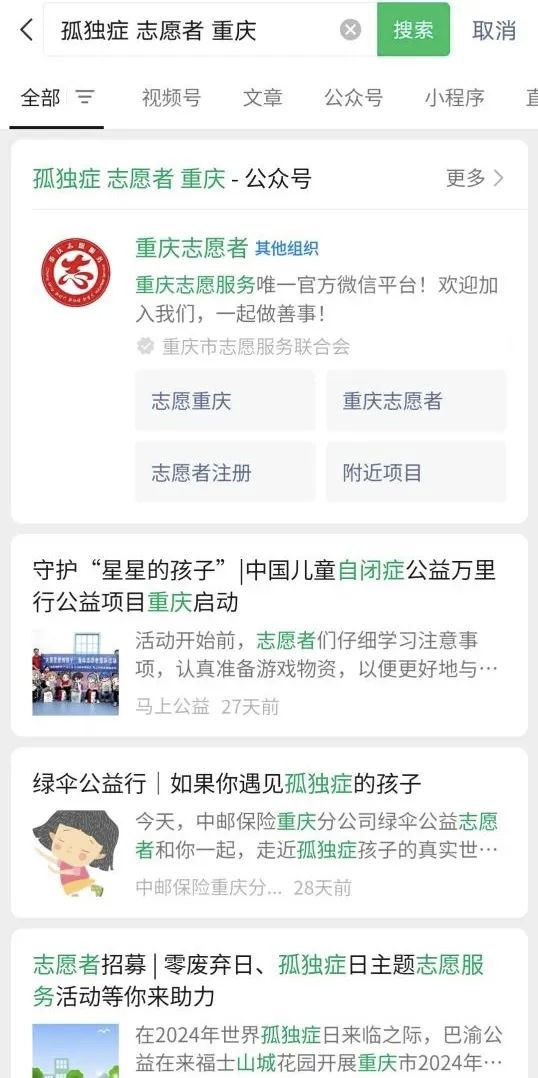 孤独症 志愿者 重庆
搜索
取消
全部
视频号
文章
公众号
小程序
孤独症 志愿者 重庆 - 公众号
更多
重庆志愿者 其他组织
重庆志愿服务唯一官方微信平台！欢迎加
入我们，一起做善事！
重庆市志愿服务联合会
志愿重庆
重庆志愿者
志愿者注册
附近项目
守护“星星的孩子”|中国儿童自闭症公益万里
行公益项目重庆启动
活动开始前，志愿者们仔细学习注意事
项，认真准备游戏物资，以便更好地与…
马上公益 27天前
绿伞公益行｜如果你遇见孤独症的孩子
今天，中邮保险重庆分公司绿伞公益志愿
者和你一起，走近孤独症孩子的真实世…
中邮保险重庆分... 28天前
志愿者招募 | 零废弃日、孤独症日主题志愿服
务活动等你来助力
在2024年世界孤独症日来临之际，巴渝公
益在来福士山城花园开展重庆市2024年…